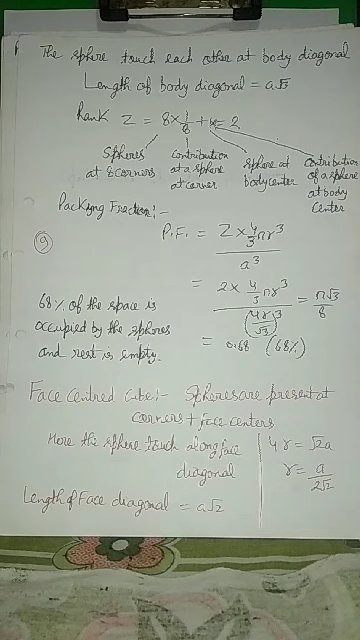 The sphere touch each other at body diagonal
Length of body diagonal = a√3
Rank Z = 8×1/8 + 1 = 2
Spheres at 8 corners
contribution at a sphere at corner
Sphere at body center
contribution of a sphere at body center
Packing Fraction:-
P.F. = Z × 4/3 πr³ / a³
9
= 2 × 4/3 πr³ / (4r/√3)³ = π√3/8
68% of the space is
occupied by the spheres
and rest is empty.
= 0.68 (68%)
Face Centred Cube:- Spheres are present at
corners + face centers
Here the sphere touch along face
diagonal
4r = √2a
r = a/2√2
Length of Face diagonal = a√2